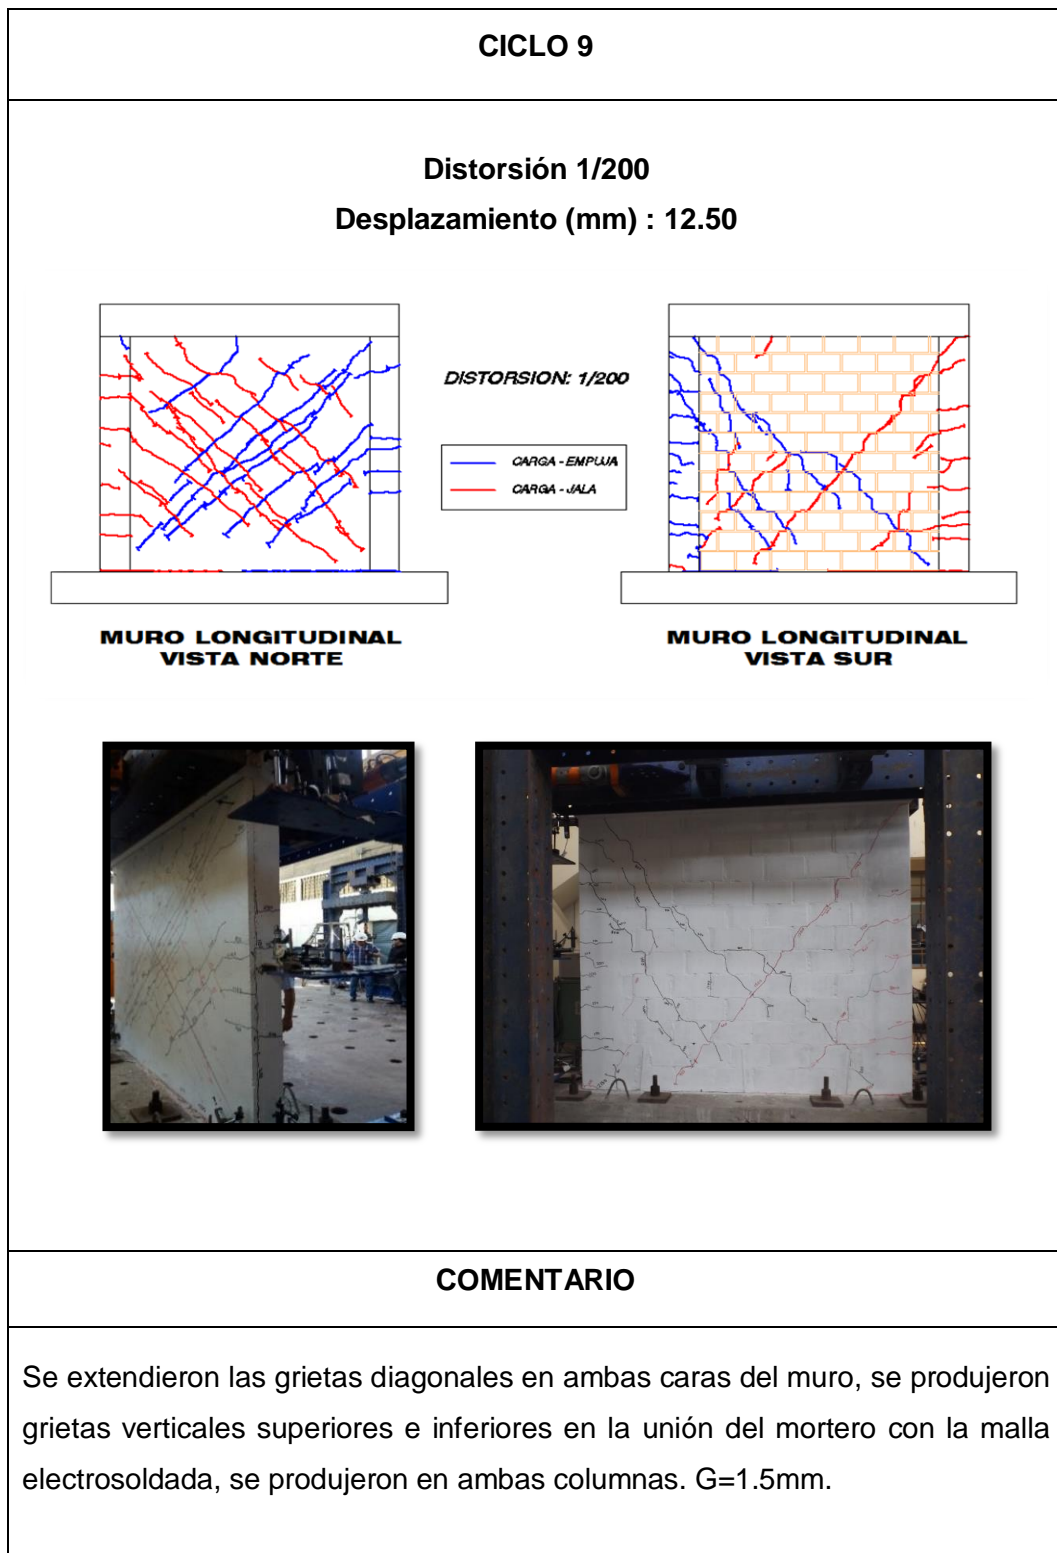 CICLO 9
Distorsión 1/200
Desplazamiento (mm) : 12.50
DISTORSION: 1/200
CARGA - EMPUJA
CARGA - JALA
MURO LONGITUDINAL
VISTA NORTE
MURO LONGITUDINAL
VISTA SUR
COMENTARIO
Se extendieron las grietas diagonales en ambas caras del muro, se produjeron
grietas verticales superiores e inferiores en la unión del mortero con la malla
electrosoldada, se produjeron en ambas columnas. G=1.5mm.